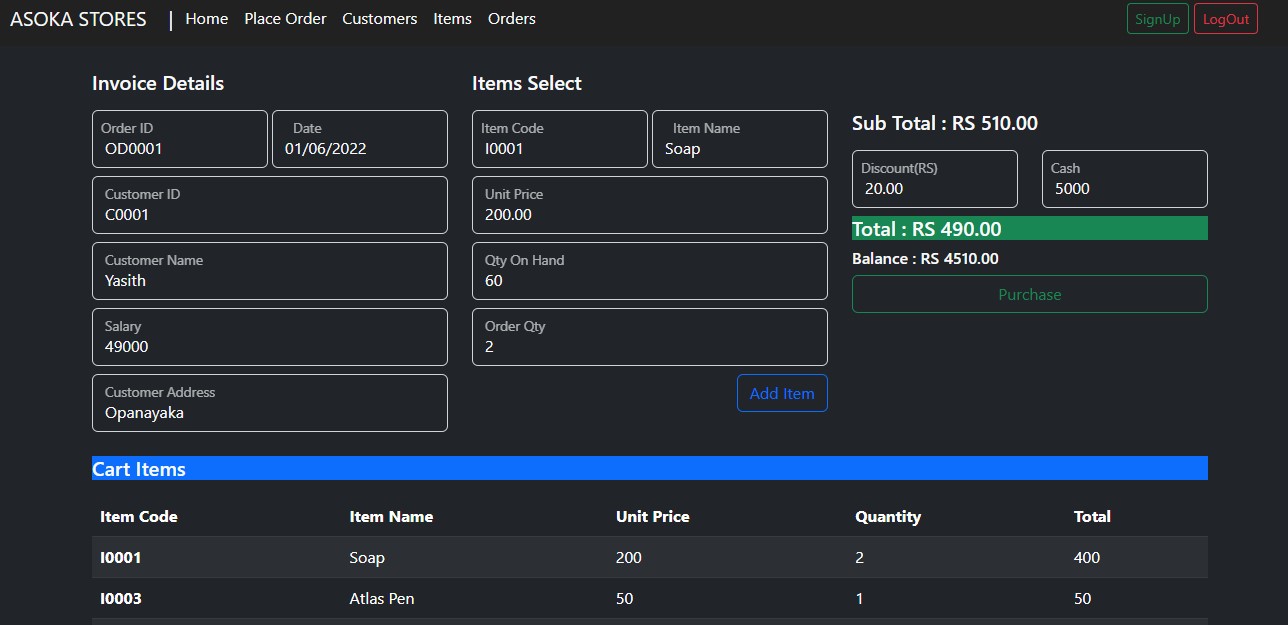 ASOKA STORES | Home Place Order Customers Items Orders SignUp LogOut
Invoice Details
Order ID
OD0001
Date
01/06/2022
Customer ID
C0001
Customer Name
Yasith
Salary
49000
Customer Address
Opanayaka
Items Select
Item Code
I0001
Item Name
Soap
Unit Price
200.00
Qty On Hand
60
Order Qty
2
Add Item
Sub Total : RS 510.00
Discount(RS)
20.00
Cash
5000
Total : RS 490.00
Balance : RS 4510.00
Purchase
Cart Items
Item Code Item Name Unit Price Quantity Total
I0001 Soap 200 2 400
I0003 Atlas Pen 50 1 50